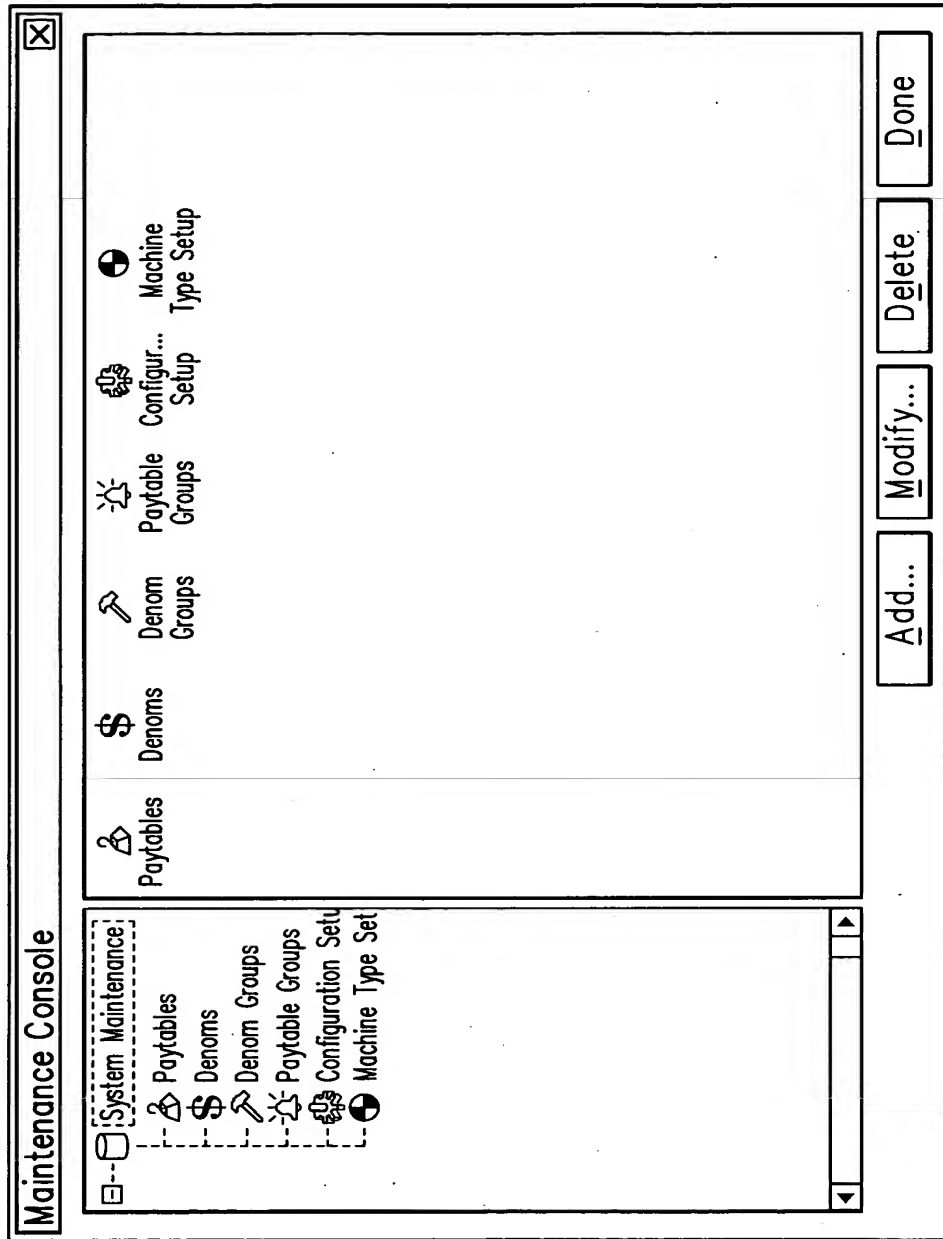 Maintenance Console
System Maintenance
Paytables
Denoms
Denom Groups
Paytable Groups
Configuration Setu
Machine Type Set
Paytables
Denoms
Denom
Groups
Paytable
Groups
Configur...
Setup
Machine
Type Setup
Add...
Modify...
Delete
Done